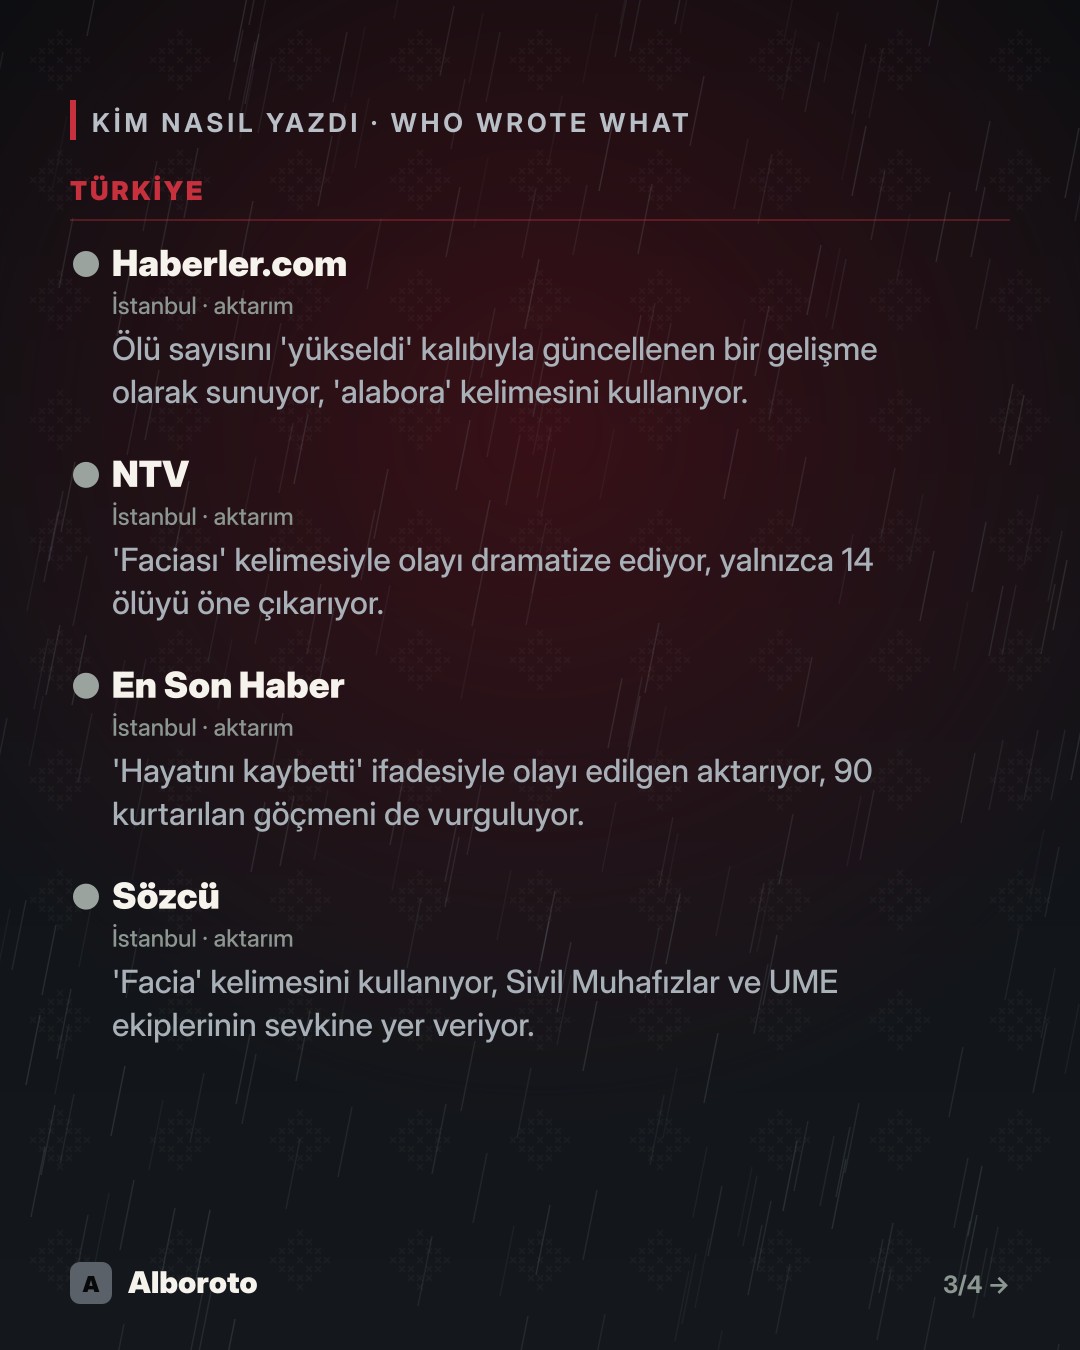 KİM NASIL YAZDI · WHO WROTE WHAT
TÜRKİYE
Haberler.com
İstanbul · aktarım
Ölü sayısını 'yükseldi' kalıbıyla güncellenen bir gelişme
olarak sunuyor, 'alabora' kelimesini kullanıyor.
NTV
İstanbul · aktarım
'Faciası' kelimesiyle olayı dramatize ediyor, yalnızca 14
ölüyü öne çıkarıyor.
En Son Haber
İstanbul · aktarım
'Hayatını kaybetti' ifadesiyle olayı edilgen aktarıyor, 90
kurtarılan göçmeni de vurguluyor.
Sözcü
İstanbul · aktarım
'Facia' kelimesini kullanıyor, Sivil Muhafızlar ve UME
ekiplerinin sevkine yer veriyor.
A Alboroto
3/4 →